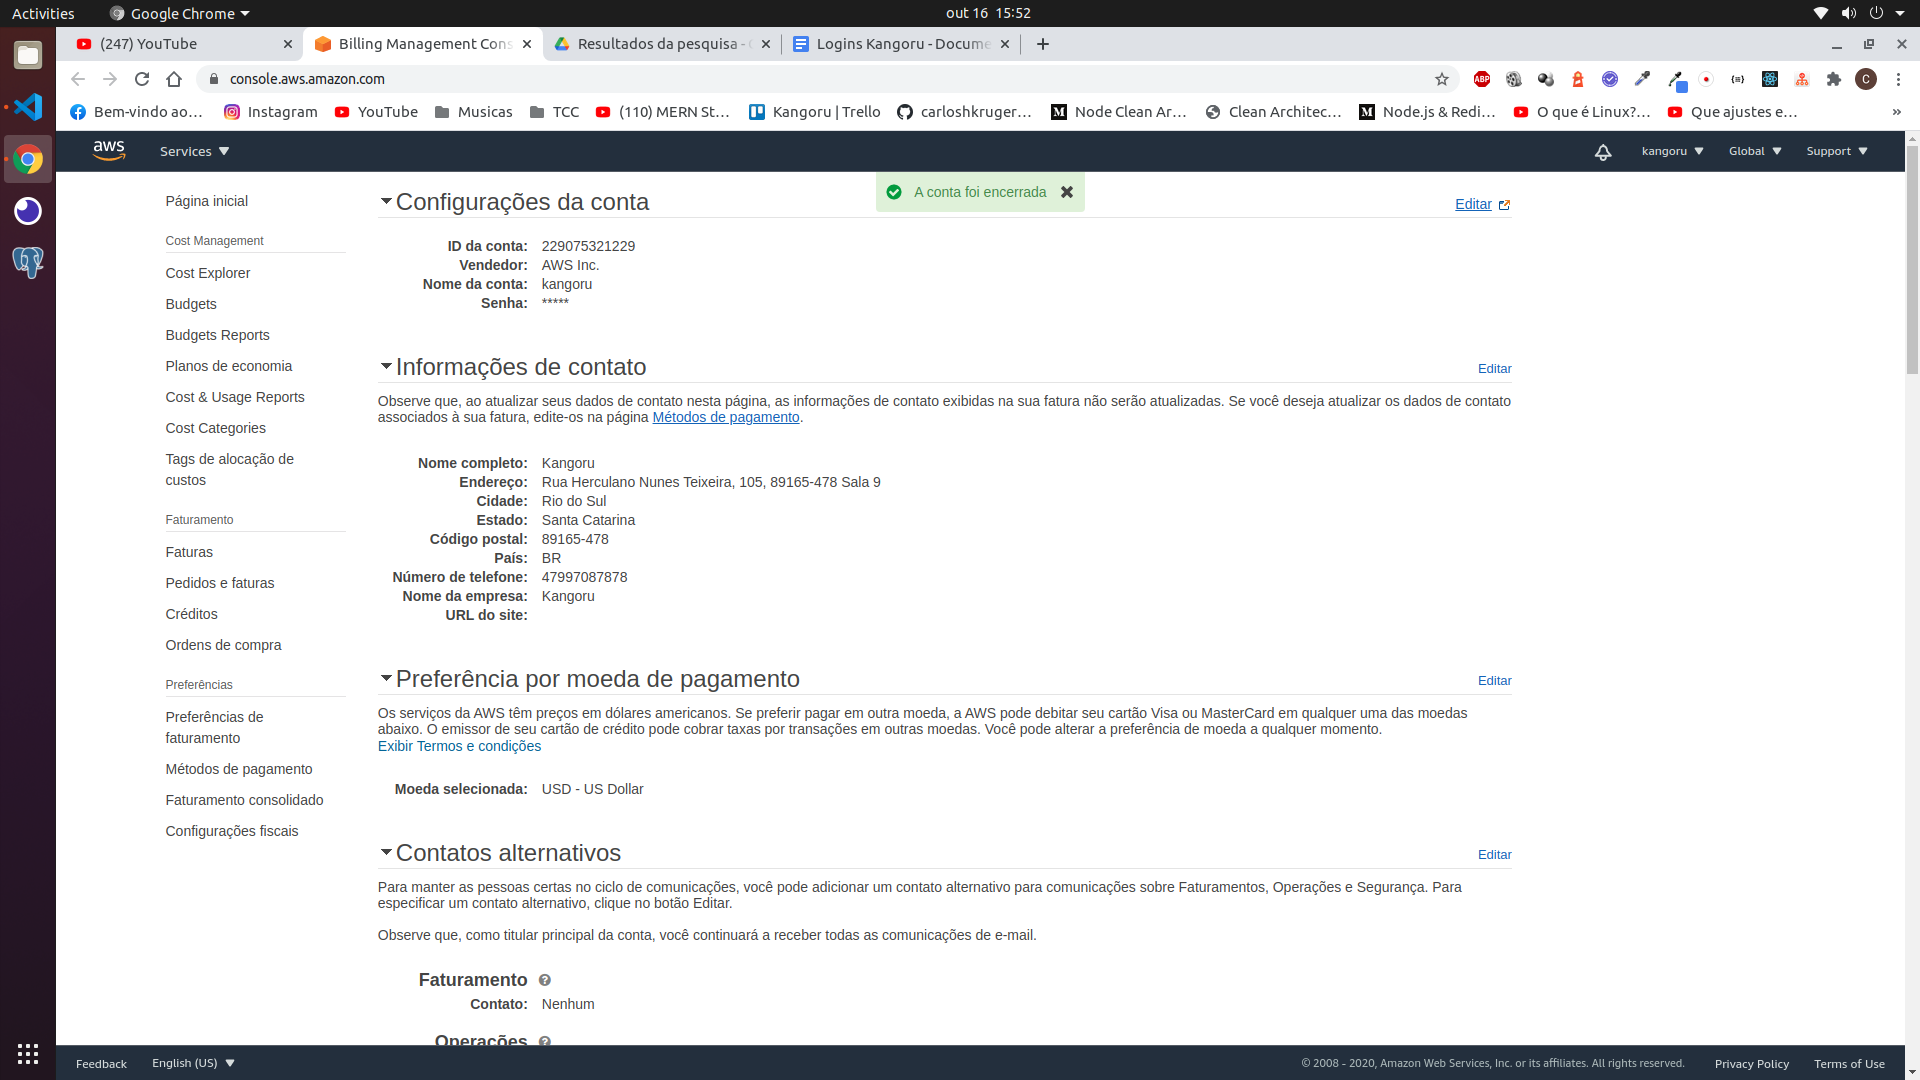 Activities
Google Chrome
out 16 15:52
(247) YouTube
Billing Management Cons
Resultados da pesquisa -
Logins Kangoru - Docume
console.aws.amazon.com
ABP
C
Bem-vindo ao...
Instagram
YouTube
Musicas
TCC
(110) MERN St...
Kangoru | Trello
carloshkruger...
Node Clean Ar...
Clean Architec...
Node.js & Redi...
O que é Linux?...
Que ajustes e...
»
aws
Services
kangoru
Global
Support
A conta foi encerrada
Página inicial
Cost Management
Cost Explorer
Budgets
Budgets Reports
Planos de economia
Cost & Usage Reports
Cost Categories
Tags de alocação de
custos
Faturamento
Faturas
Pedidos e faturas
Créditos
Ordens de compra
Preferências
Preferências de
faturamento
Métodos de pagamento
Faturamento consolidado
Configurações fiscais
Configurações da conta
Editar
ID da conta: 229075321229
Vendedor: AWS Inc.
Nome da conta: kangoru
Senha: *****
Informações de contato
Editar
Observe que, ao atualizar seus dados de contato nesta página, as informações de contato exibidas na sua fatura não serão atualizadas. Se você deseja atualizar os dados de contato
associados à sua fatura, edite-os na página Métodos de pagamento.
Nome completo: Kangoru
Endereço: Rua Herculano Nunes Teixeira, 105, 89165-478 Sala 9
Cidade: Rio do Sul
Estado: Santa Catarina
Código postal: 89165-478
País: BR
Número de telefone: 47997087878
Nome da empresa: Kangoru
URL do site:
Preferência por moeda de pagamento
Editar
Os serviços da AWS têm preços em dólares americanos. Se preferir pagar em outra moeda, a AWS pode debitar seu cartão Visa ou MasterCard em qualquer uma das moedas
abaixo. O emissor de seu cartão de crédito pode cobrar taxas por transações em outras moedas. Você pode alterar a preferência de moeda a qualquer momento.
Exibir Termos e condições
Moeda selecionada: USD - US Dollar
Contatos alternativos
Editar
Para manter as pessoas certas no ciclo de comunicações, você pode adicionar um contato alternativo para comunicações sobre Faturamentos, Operações e Segurança. Para
especificar um contato alternativo, clique no botão Editar.
Observe que, como titular principal da conta, você continuará a receber todas as comunicações de e-mail.
Faturamento
Contato: Nenhum
Operações
Feedback
English (US)
© 2008 - 2020, Amazon Web Services, Inc. or its affiliates. All rights reserved.
Privacy Policy
Terms of Use